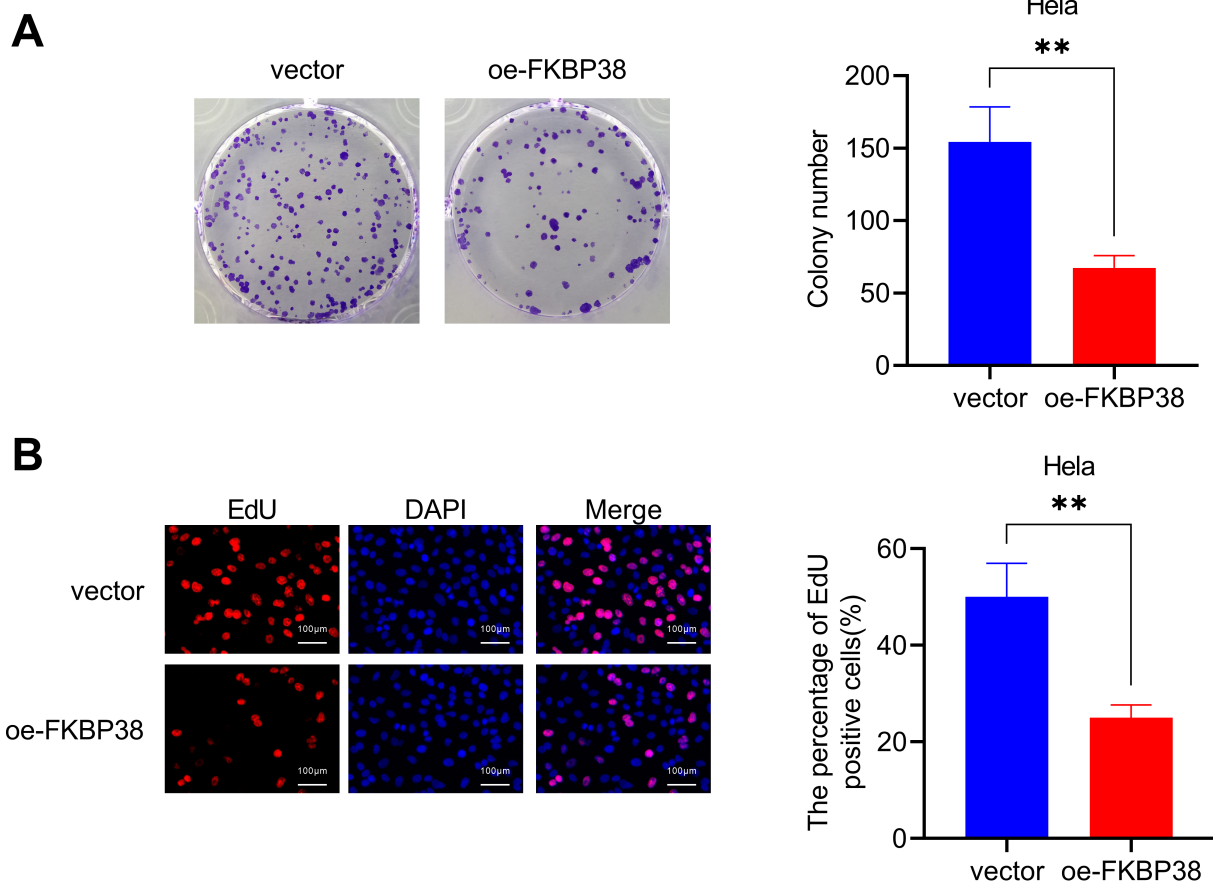 A
vector
oe-FKBP38
Hela
**
200
150
100
50
0
Colony number
vector
oe-FKBP38
B
EdU
DAPI
Merge
vector
100μm
100μm
100μm
oe-FKBP38
100μm
100μm
100μm
Hela
**
60
40
20
0
The percentage of EdU
positive cells(%)
vector
oe-FKBP38